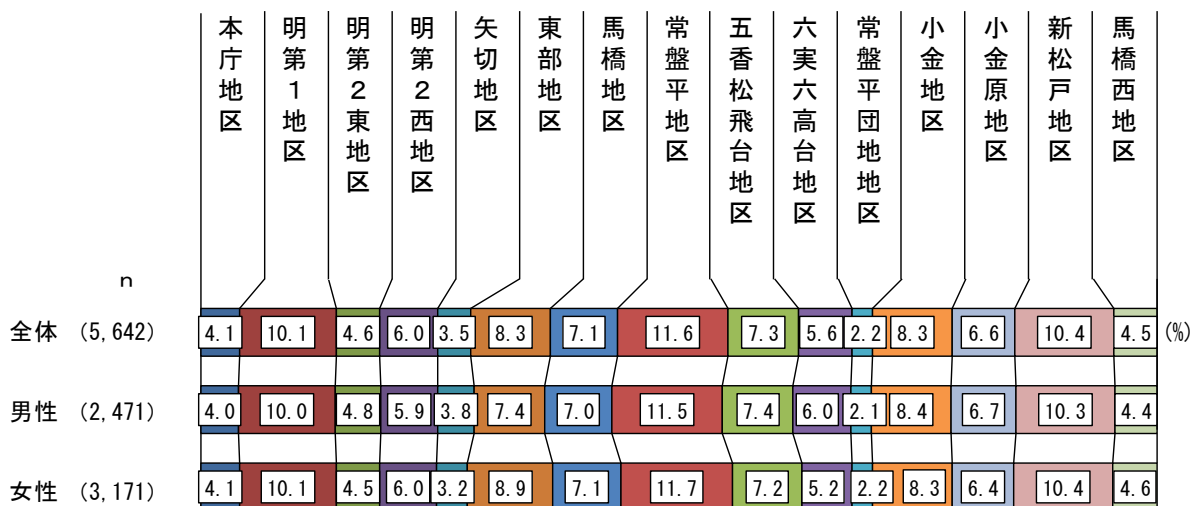 本庁地区
明第１地区
明第２東地区
明第２西地区
矢切地区
東部地区
馬橋地区
常盤平地区
五香松飛台地区
六実六高台地区
常盤平団地地区
小金地区
小金原地区
新松戸地区
馬橋西地区
n
全体 (5,642) 4.1 10.1 4.6 6.0 3.5 8.3 7.1 11.6 7.3 5.6 2.2 8.3 6.6 10.4 4.5 (%)
男性 (2,471) 4.0 10.0 4.8 5.9 3.8 7.4 7.0 11.5 7.4 6.0 2.1 8.4 6.7 10.3 4.4
女性 (3,171) 4.1 10.1 4.5 6.0 3.2 8.9 7.1 11.7 7.2 5.2 2.2 8.3 6.4 10.4 4.6